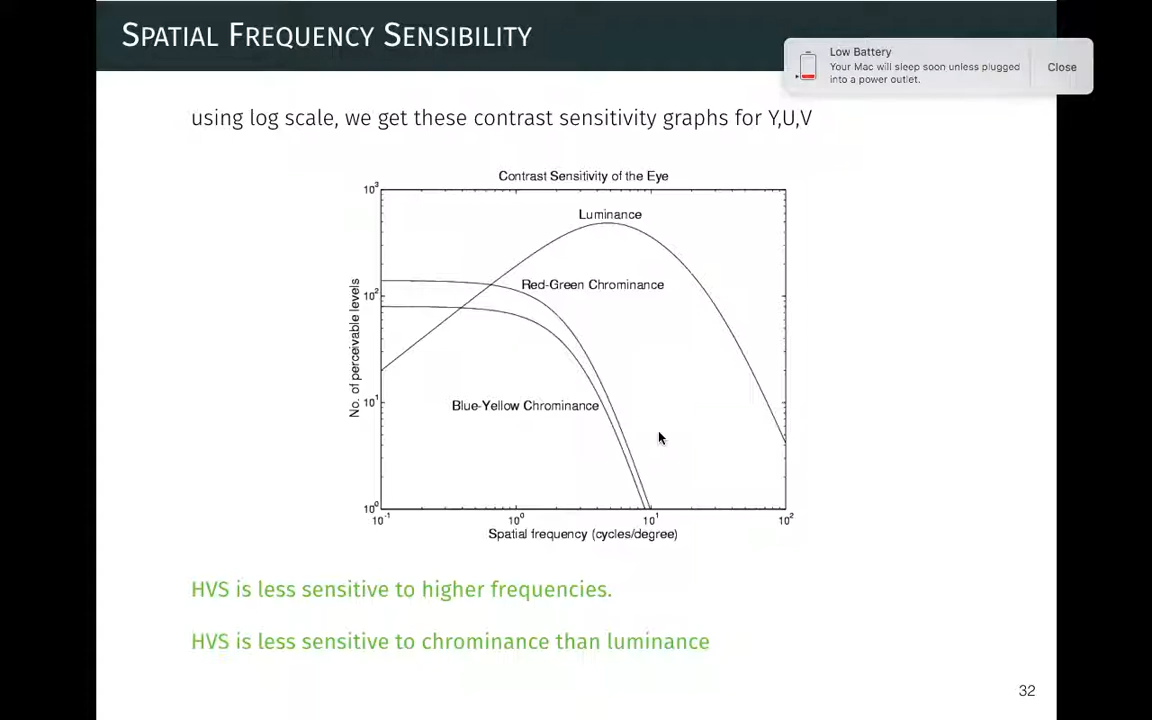 SPATIAL FREQUENCY SENSIBILITY
Low Battery
Your Mac will sleep soon unless plugged
into a power outlet.
Close
using log scale, we get these contrast sensitivity graphs for Y,U,V
Contrast Sensitivity of the Eye
10³
Luminance
Red-Green Chrominance
10²
No. of perceivable levels
10¹
Blue-Yellow Chrominance
10⁰
10⁻¹ 10⁰ 10¹ 10²
Spatial frequency (cycles/degree)
HVS is less sensitive to higher frequencies.
HVS is less sensitive to chrominance than luminance
32